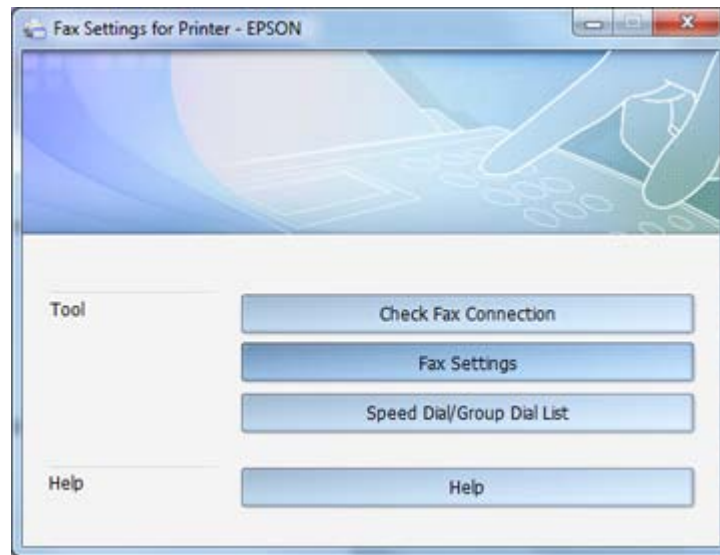 Fax Settings for Printer - EPSON
Tool
Check Fax Connection
Fax Settings
Speed Dial/Group Dial List
Help
Help